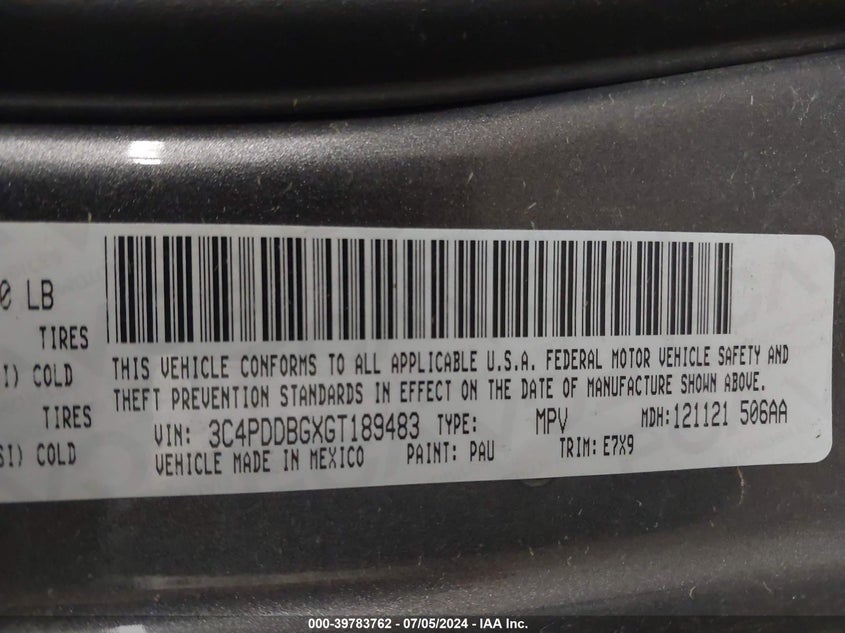 0 LB
TIRES
I) COLD
TIRES
SI) COLD
THIS VEHICLE CONFORMS TO ALL APPLICABLE U.S.A. FEDERAL MOTOR VEHICLE SAFETY AND
THEFT PREVENTION STANDARDS IN EFFECT ON THE DATE OF MANUFACTURE SHOWN ABOVE.
VIN: 3C4PDDBGXGT189483 TYPE: MPV MDH:121121 506AA
VEHICLE MADE IN MEXICO PAINT: PAU TRIM: E7X9
000-39783762 / 07/05/2024 - IAA Inc.